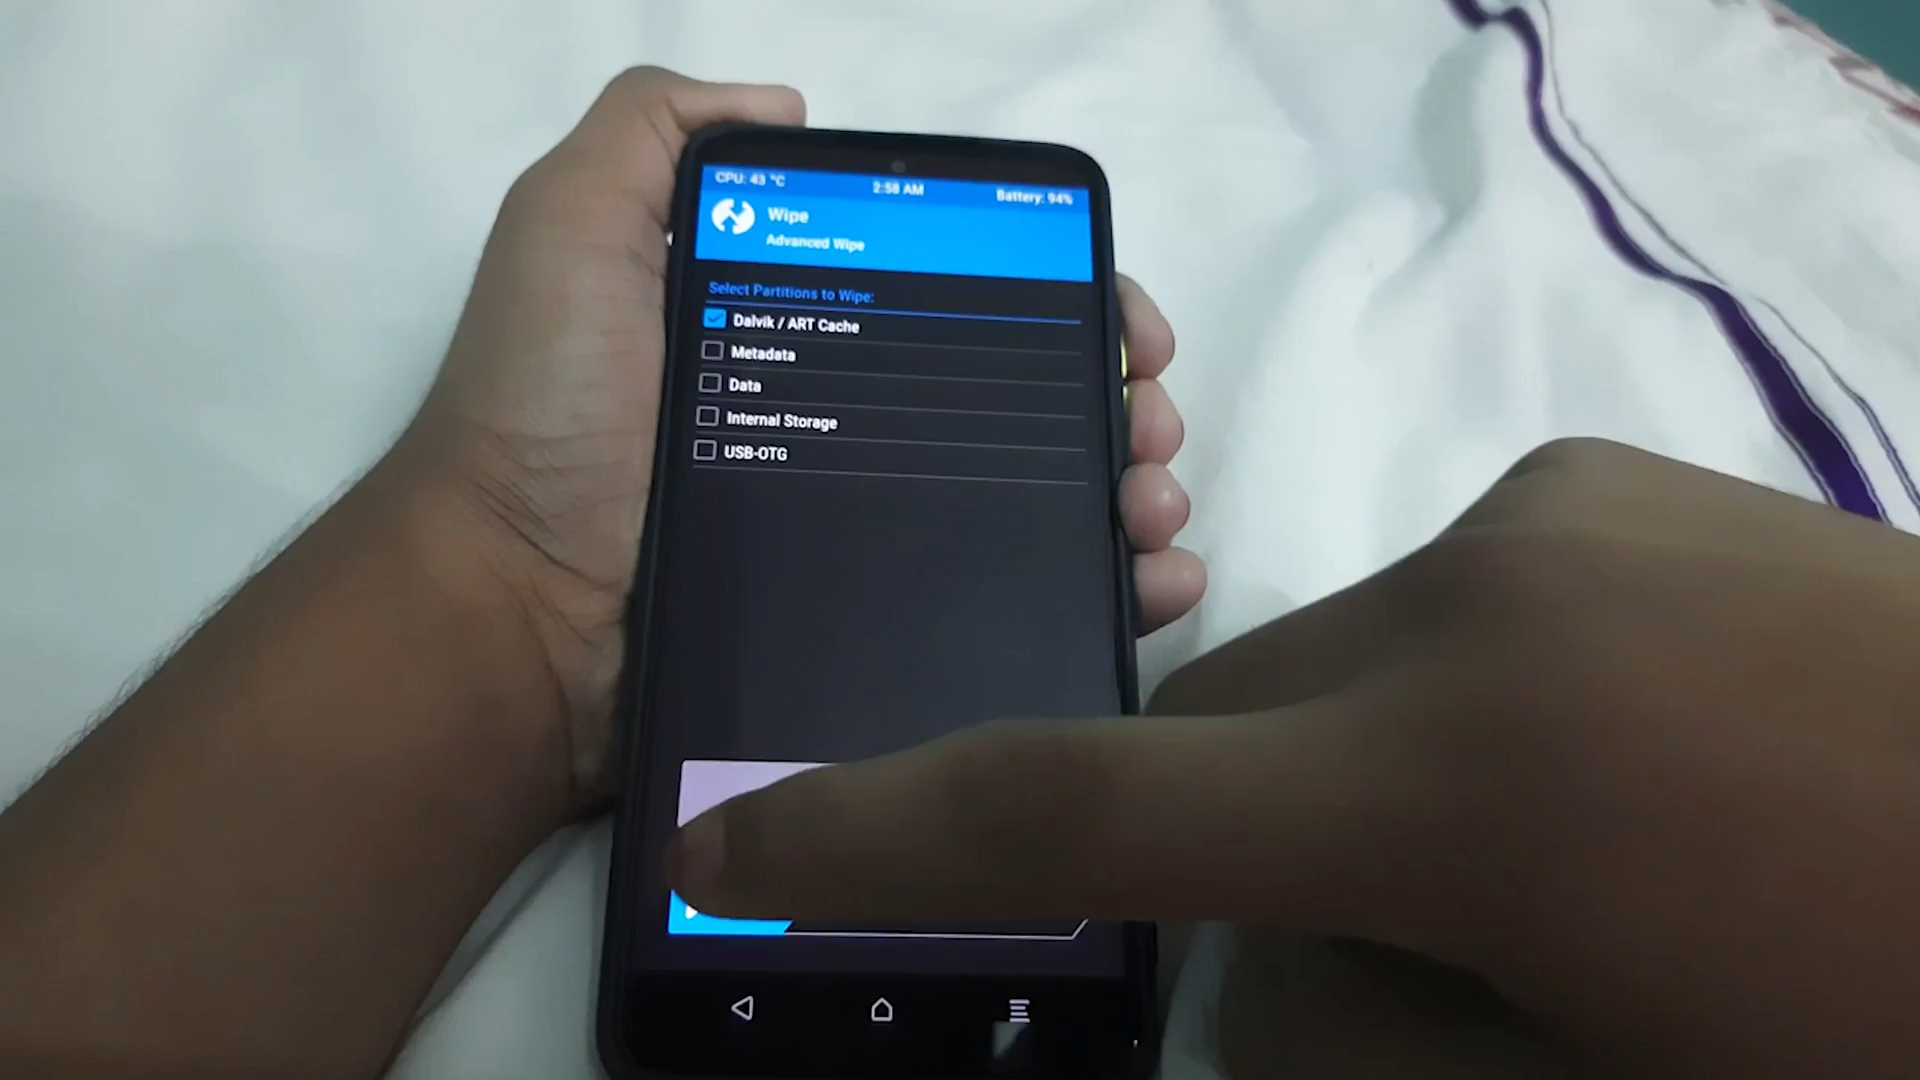 CPU: 43 °C 2:58 AM Battery: 94%
Wipe
Advanced Wipe
Select Partitions to Wipe:
Dalvik / ART Cache
Metadata
Data
Internal Storage
USB-OTG